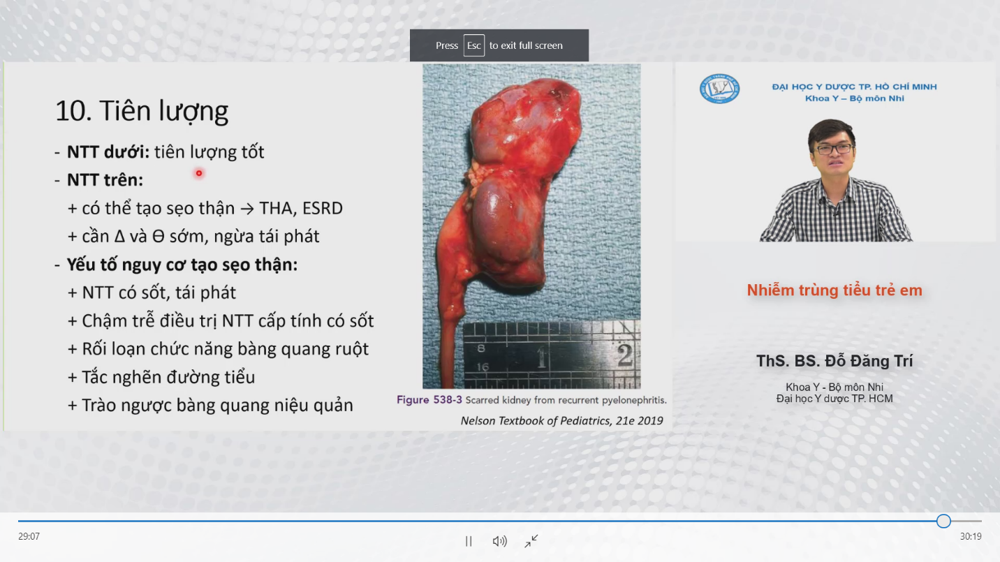 Press Esc to exit full screen
10. Tiên lượng
- NTT dưới: tiên lượng tốt
- NTT trên:
+ có thể tạo sẹo thận → THA, ESRD
+ cần Δ và Ɵ sớm, ngừa tái phát
- Yếu tố nguy cơ tạo sẹo thận:
+ NTT có sốt, tái phát
+ Chậm trễ điều trị NTT cấp tính có sốt
+ Rối loạn chức năng bàng quang ruột
+ Tắc nghẽn đường tiểu
+ Trào ngược bàng quang niệu quản
8
16
1
2
Figure 538-3 Scarred kidney from recurrent pyelonephritis.
Nelson Textbook of Pediatrics, 21e 2019
ĐẠI HỌC Y DƯỢC TP. HỒ CHÍ MINH
Khoa Y – Bộ môn Nhi
Nhiễm trùng tiểu trẻ em
ThS. BS. Đỗ Đăng Trí
Khoa Y - Bộ môn Nhi
Đại học Y dược TP. HCM
29:07
30:19